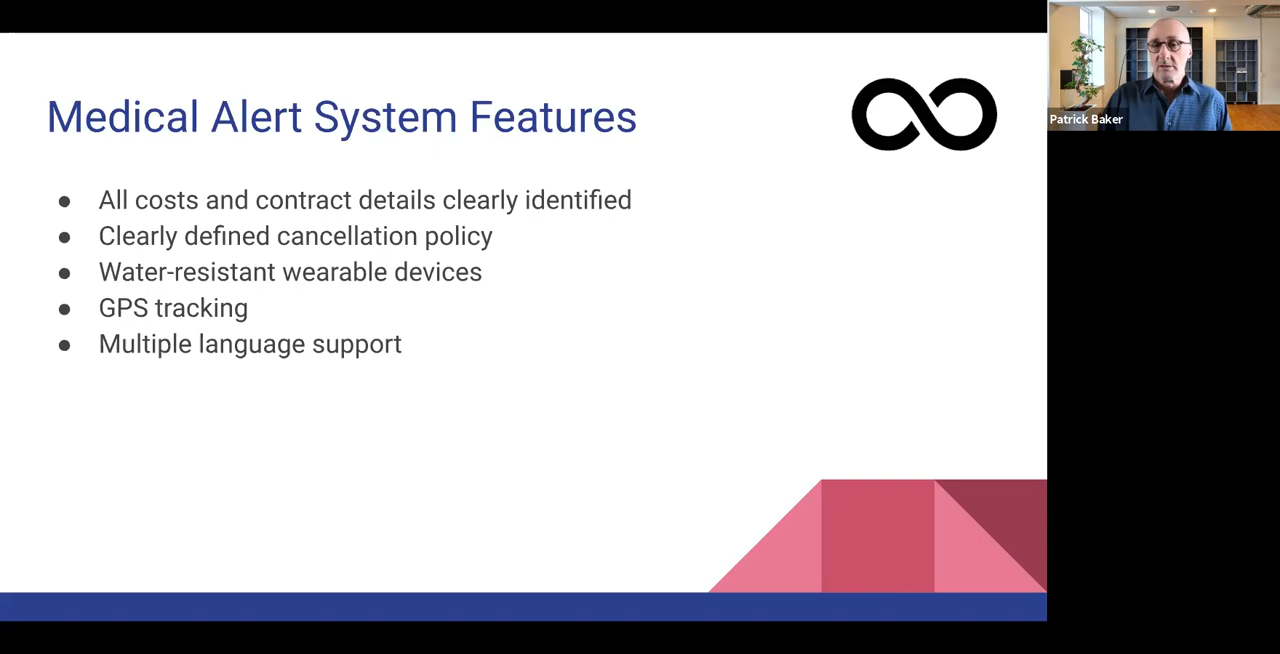 Medical Alert System Features
● All costs and contract details clearly identified
● Clearly defined cancellation policy
● Water-resistant wearable devices
● GPS tracking
● Multiple language support
Patrick Baker